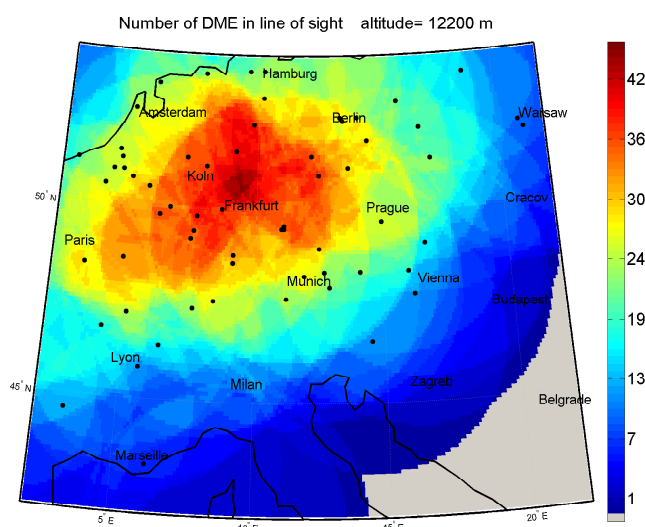 Number of DME in line of sight altitude= 12200 m
42
36
30
24
19
13
7
1
Hamburg
Amsterdam
Berlin
Warsaw
Koln
50° N
Frankfurt
Prague
Cracov
Paris
Munich
Vienna
Budapest
Lyon
Milan
Zagreb
45° N
Belgrade
Marseille
5° E
10° E
15° E
20° E